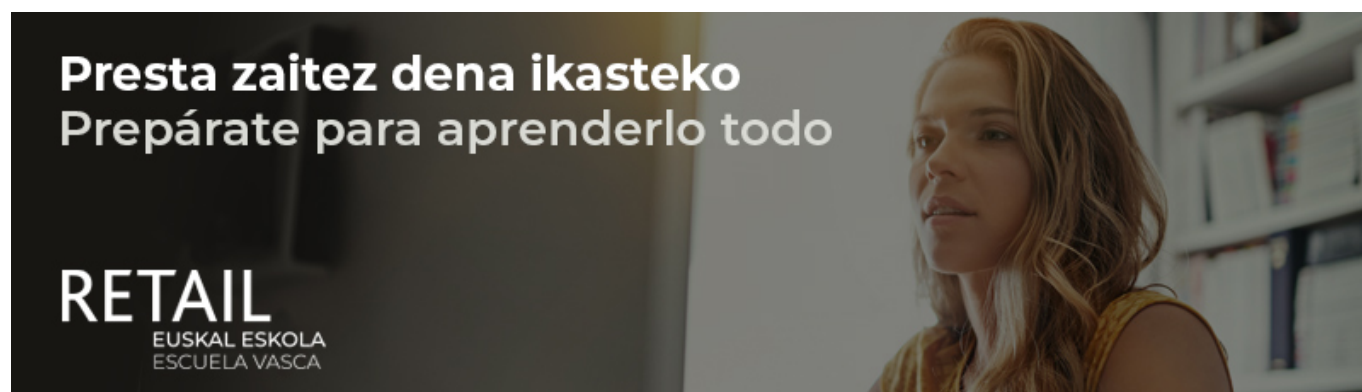 Presta zaitez dena ikasteko
Prepárate para aprenderlo todo
RETAIL
EUSKAL ESKOLA
ESCUELA VASCA